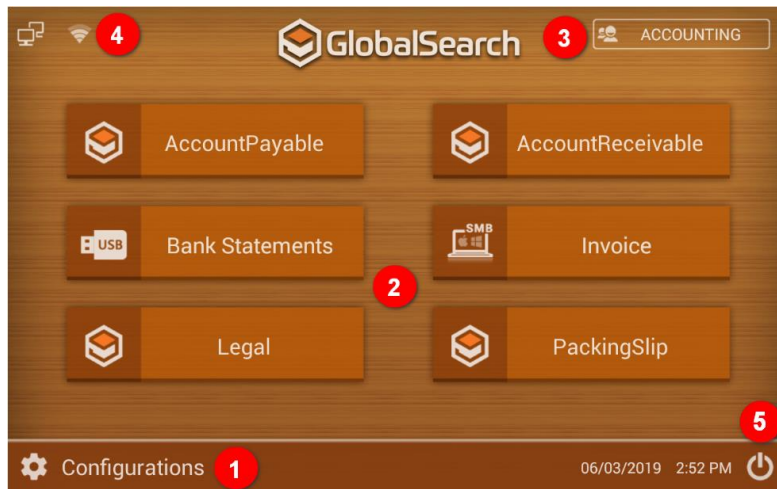 4
GlobalSearch
3
ACCOUNTING
AccountPayable
AccountReceivable
USB
Bank Statements
SMB
Invoice
2
Legal
PackingSlip
5
Configurations
1
06/03/2019 2:52 PM